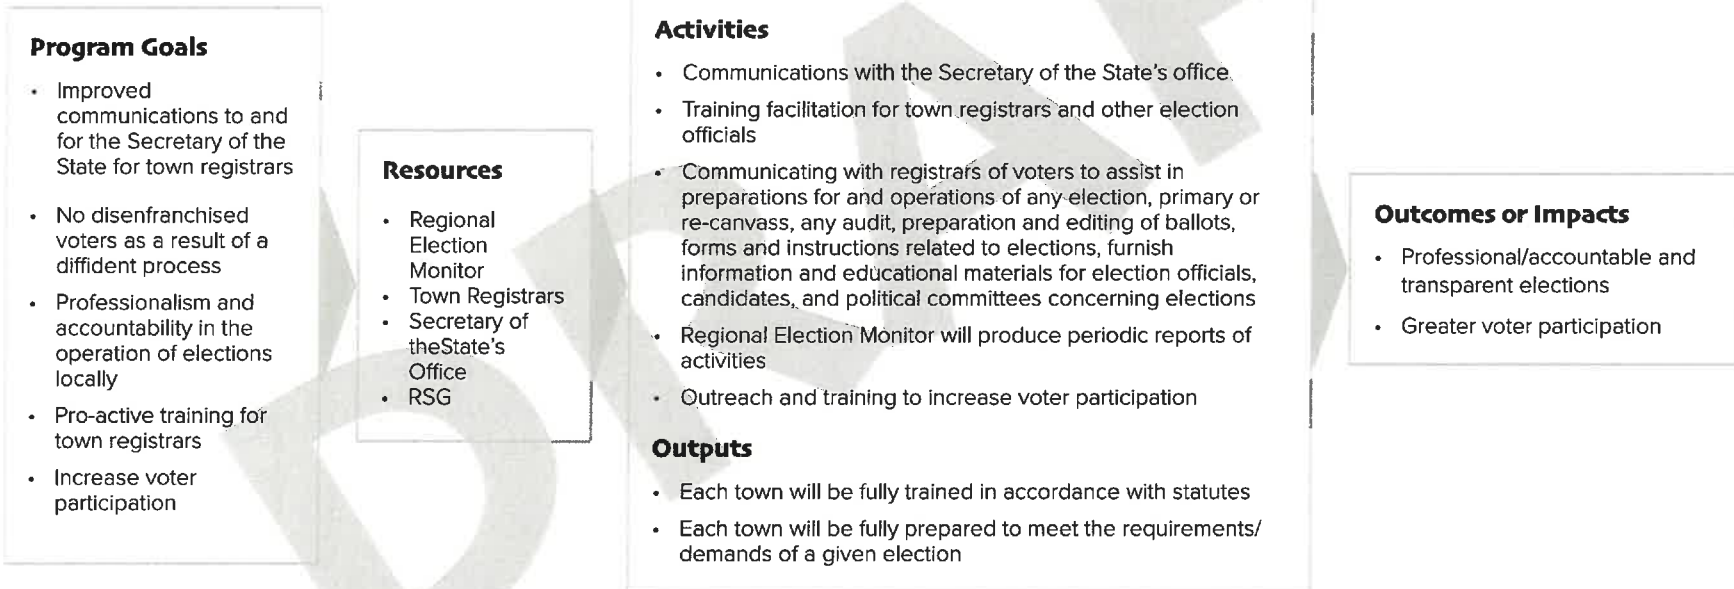 Program Goals
• Improved
communications to and
for the Secretary of the
State for town registrars
• No disenfranchised
voters as a result of a
diffident process
• Professionalism and
accountability in the
operation of elections
locally
• Pro-active training for
town registrars
• Increase voter
participation
Resources
• Regional
Election
Monitor
• Town Registrars
• Secretary of
theState's
Office
• RSG
Activities
• Communications with the Secretary of the State's office
• Training facilitation for town registrars and other election
officials
• Communicating with registrars of voters to assist in
preparations for and operations of any election, primary or
re-canvass, any audit, preparation and editing of ballots,
forms and instructions related to elections, furnish
information and educational materials for election officials,
candidates, and political committees concerning elections
• Regional Election Monitor will produce periodic reports of
activities
• Outreach and training to increase voter participation
Outputs
• Each town will be fully trained in accordance with statutes
• Each town will be fully prepared to meet the requirements/
demands of a given election
Outcomes or Impacts
• Professional/accountable and
transparent elections
• Greater voter participation
DRAF